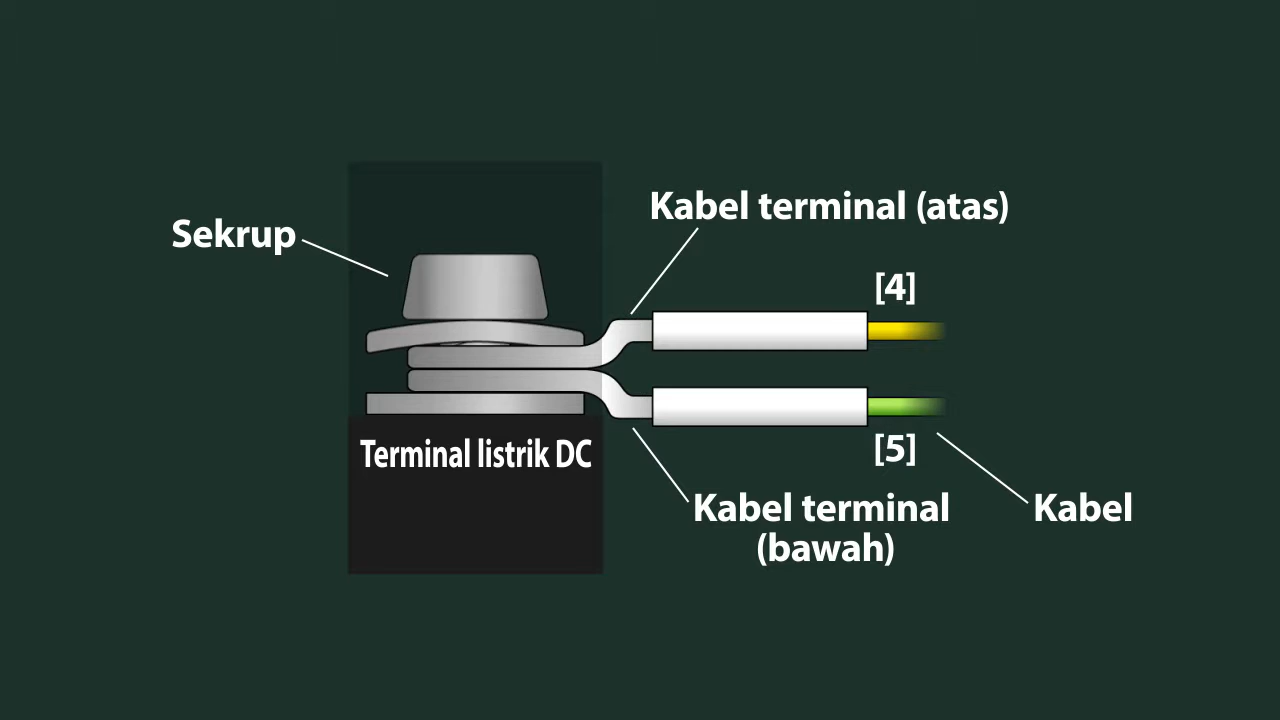 Kabel terminal (atas)
Sekrup
[4]
Terminal listrik DC
[5]
Kabel terminal
(bawah)
Kabel